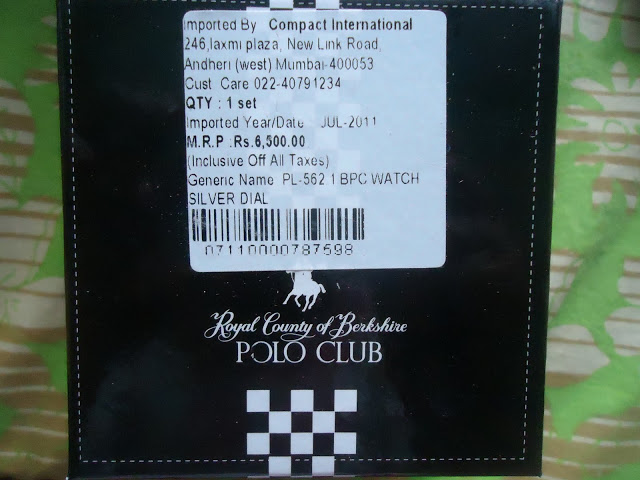 Imported By Compact International
246,laxmi plaza, New Link Road,
Andheri (west) Mumbai-400053
Cust Care 022-40791234
QTY : 1 set
Imported Year/Date : JUL-2011
M.R.P :Rs.6,500.00
(Inclusive Off All Taxes)
Generic Name PL-562 1 BPC WATCH
SILVER DIAL
07110000787598
Royal County of Berkshire
POLO CLUB